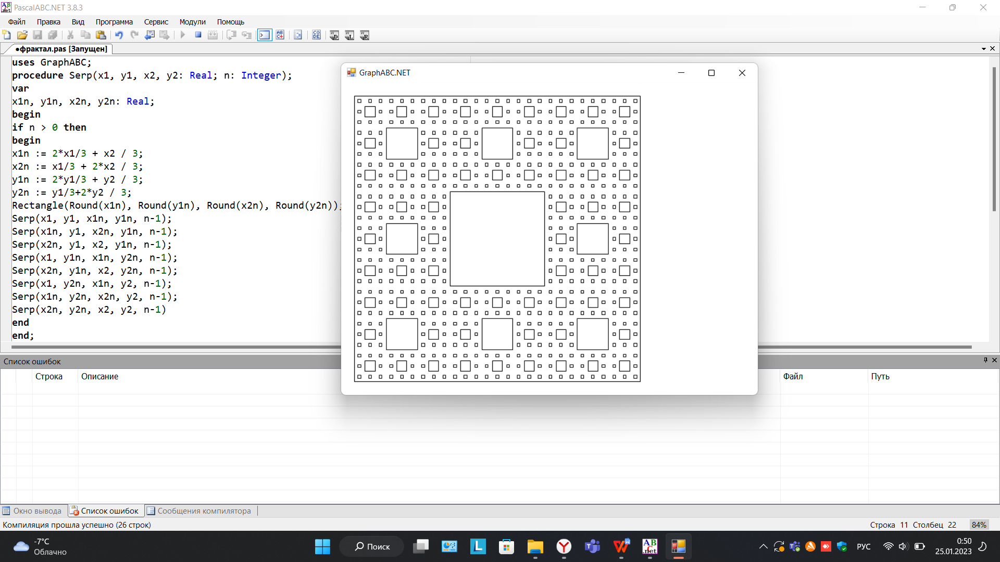 PascalABC.NET 3.8.3
Файл Правка Вид Программа Сервис Модули Помощь
•фрактал.pas [Запущен]
uses GraphABC;
procedure Serp(x1, y1, x2, y2: Real; n: Integer);
var
x1n, y1n, x2n, y2n: Real;
begin
if n > 0 then
begin
x1n := 2*x1/3 + x2 / 3;
x2n := x1/3 + 2*x2 / 3;
y1n := 2*y1/3 + y2 / 3;
y2n := y1/3+2*y2 / 3;
Rectangle(Round(x1n), Round(y1n), Round(x2n), Round(y2n));
Serp(x1, y1, x1n, y1n, n-1);
Serp(x1n, y1, x2n, y1n, n-1);
Serp(x2n, y1, x2, y1n, n-1);
Serp(x1, y1n, x1n, y2n, n-1);
Serp(x2n, y1n, x2, y2n, n-1);
Serp(x1, y2n, x1n, y2, n-1);
Serp(x1n, y2n, x2n, y2, n-1);
Serp(x2n, y2n, x2, y2, n-1)
end
end;
GraphABC.NET
Список ошибок
Строка Описание Файл Путь
Окно вывода Список ошибок Сообщения компилятора
Компиляция прошла успешно (26 строк) Строка 11 Столбец 22 84%
-7°C
Облачно
Поиск
РУС
0:50
25.01.2023